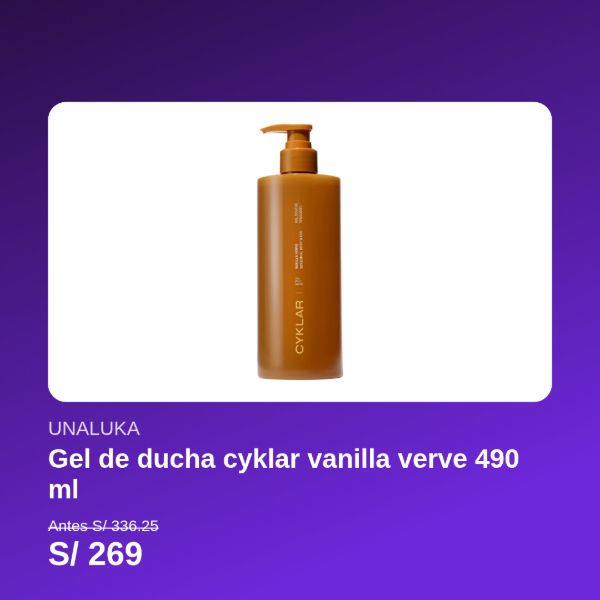 CYKLAR
UNALUKA
Gel de ducha cyklar vanilla verve 490
ml
Antes S/ 336.25
S/ 269